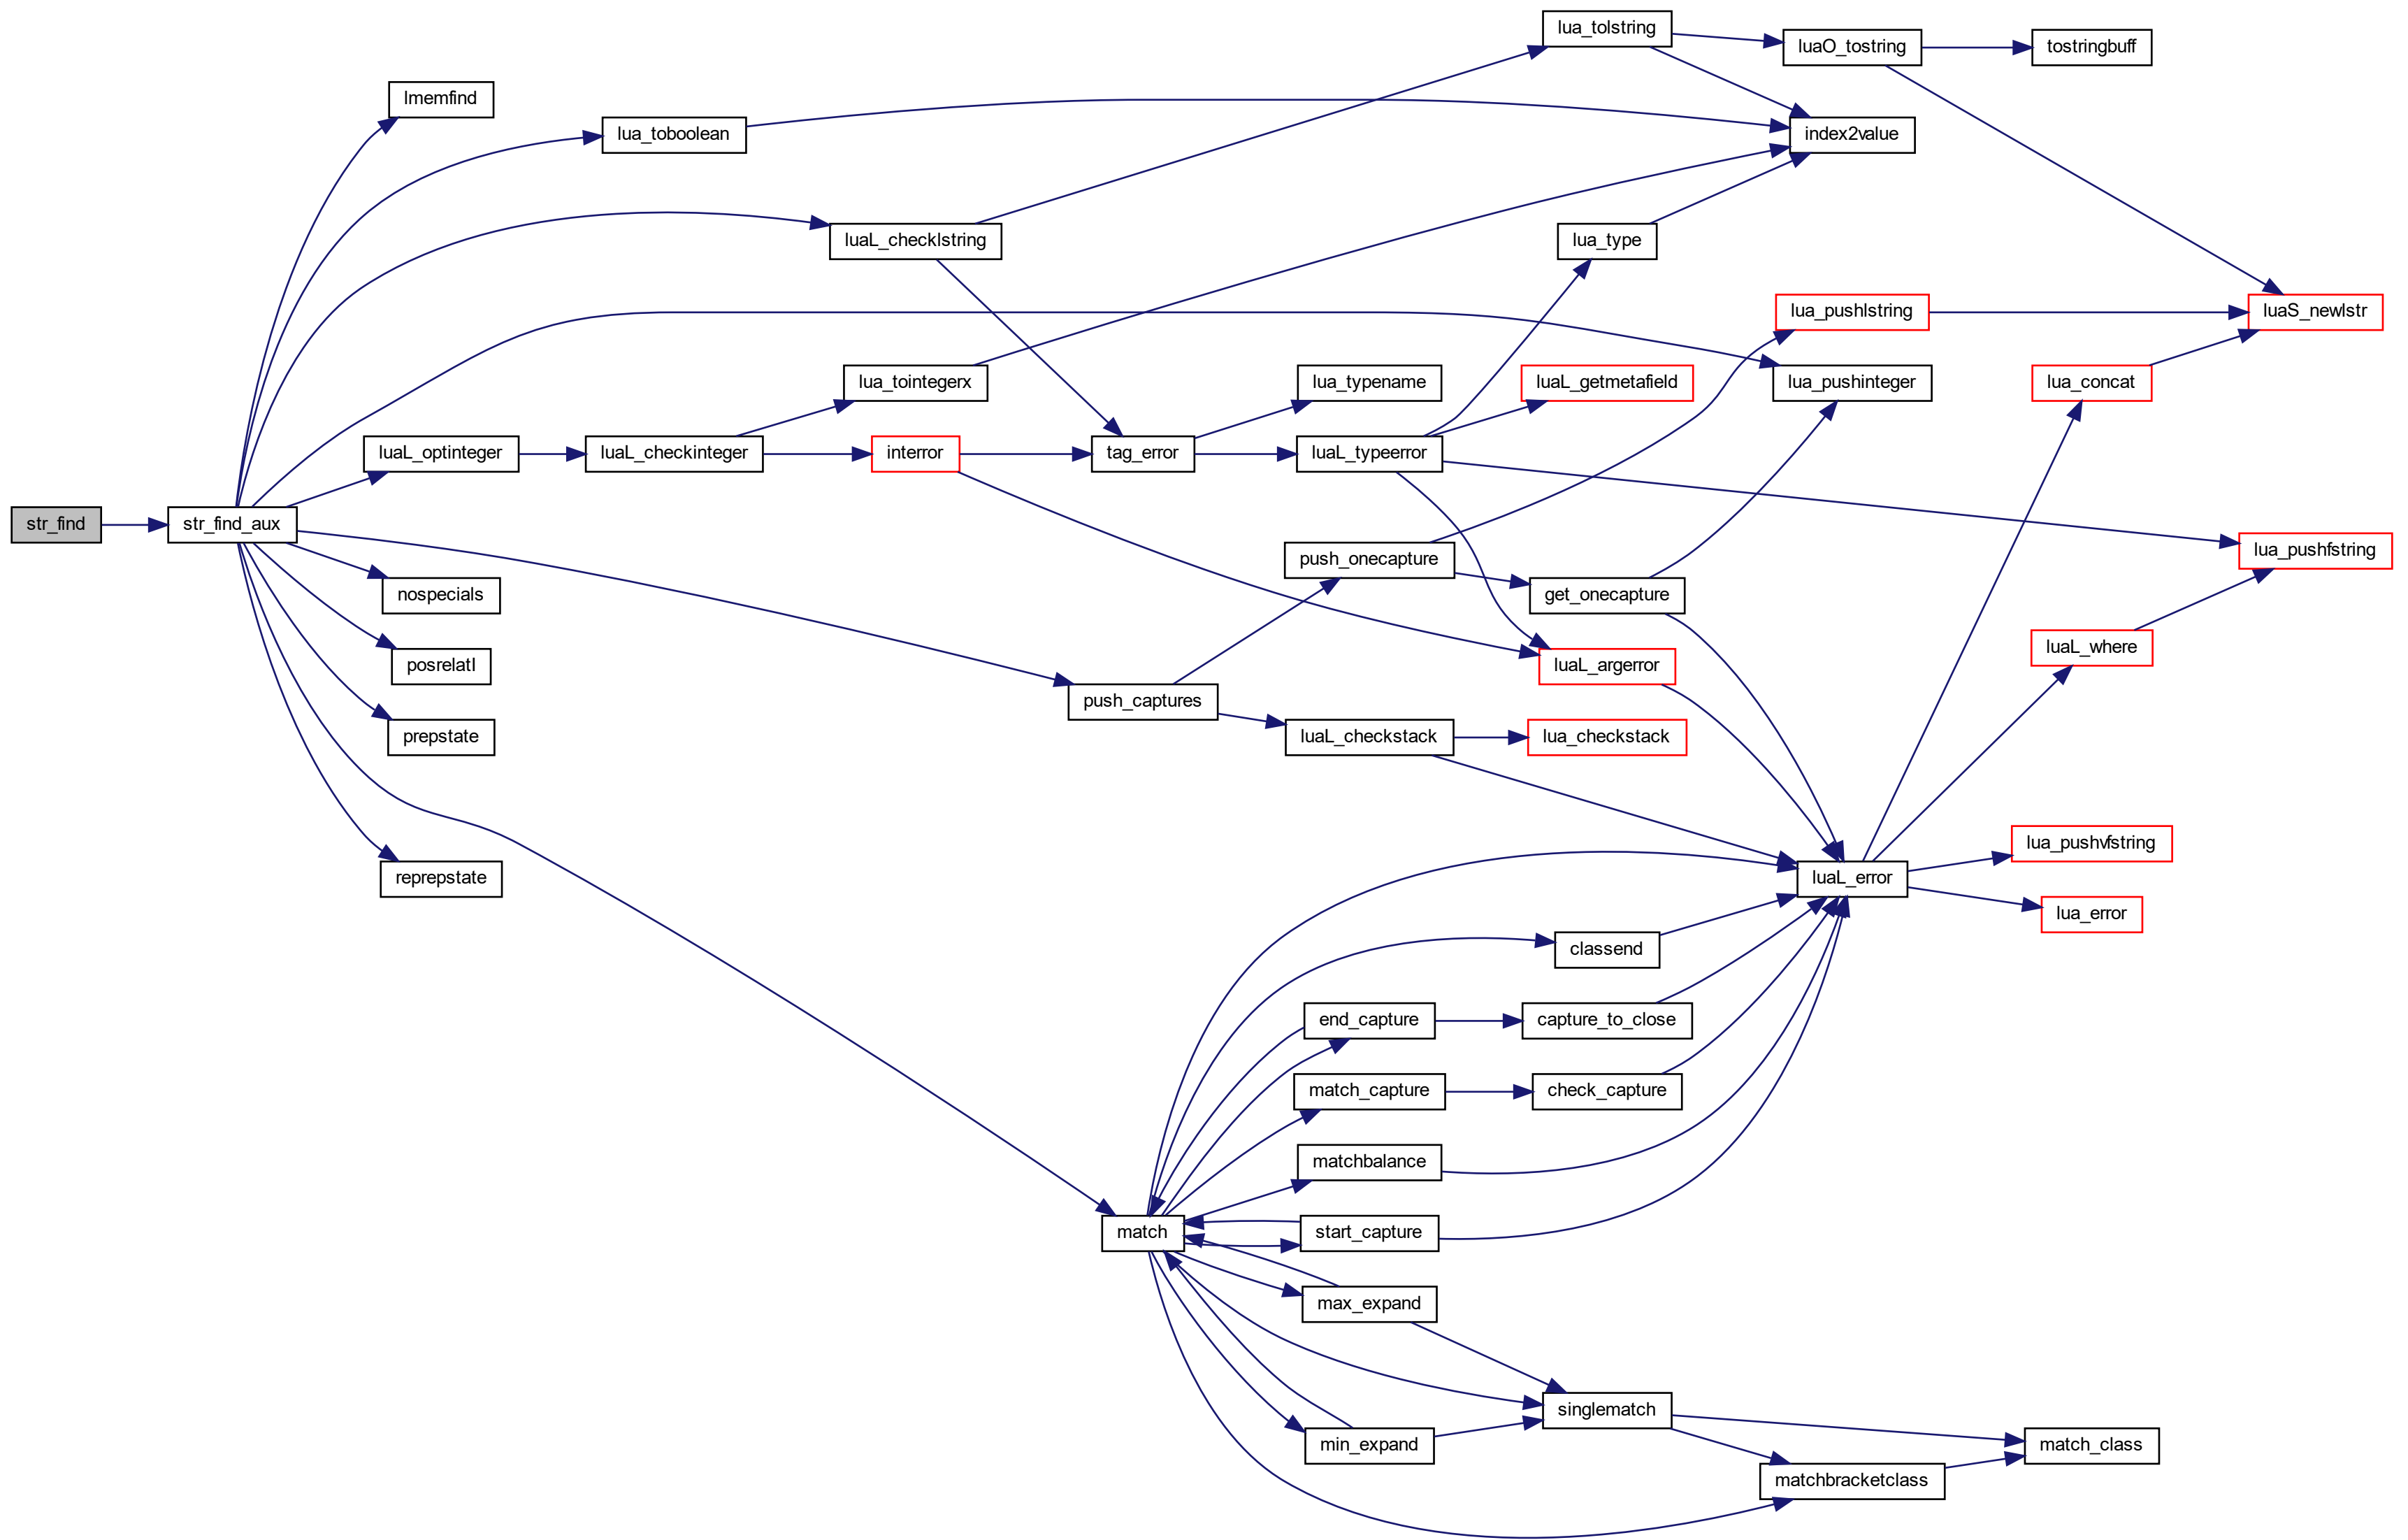 lua_tolstring
luaO_tostring
tostringbuff
lmemfind
lua_toboolean
index2value
luaL_checklstring
lua_type
lua_pushlstring
luaS_newlstr
lua_tointegerx
lua_typename
luaL_getmetafield
lua_pushinteger
lua_concat
luaL_optinteger
luaL_checkinteger
interror
tag_error
luaL_typeerror
str_find
str_find_aux
push_onecapture
lua_pushfstring
nospecials
get_onecapture
posrelatI
luaL_argerror
luaL_where
push_captures
prepstate
luaL_checkstack
lua_checkstack
lua_pushvfstring
reprepstate
luaL_error
lua_error
classend
end_capture
capture_to_close
match_capture
check_capture
matchbalance
match
start_capture
max_expand
singlematch
min_expand
match_class
matchbracketclass